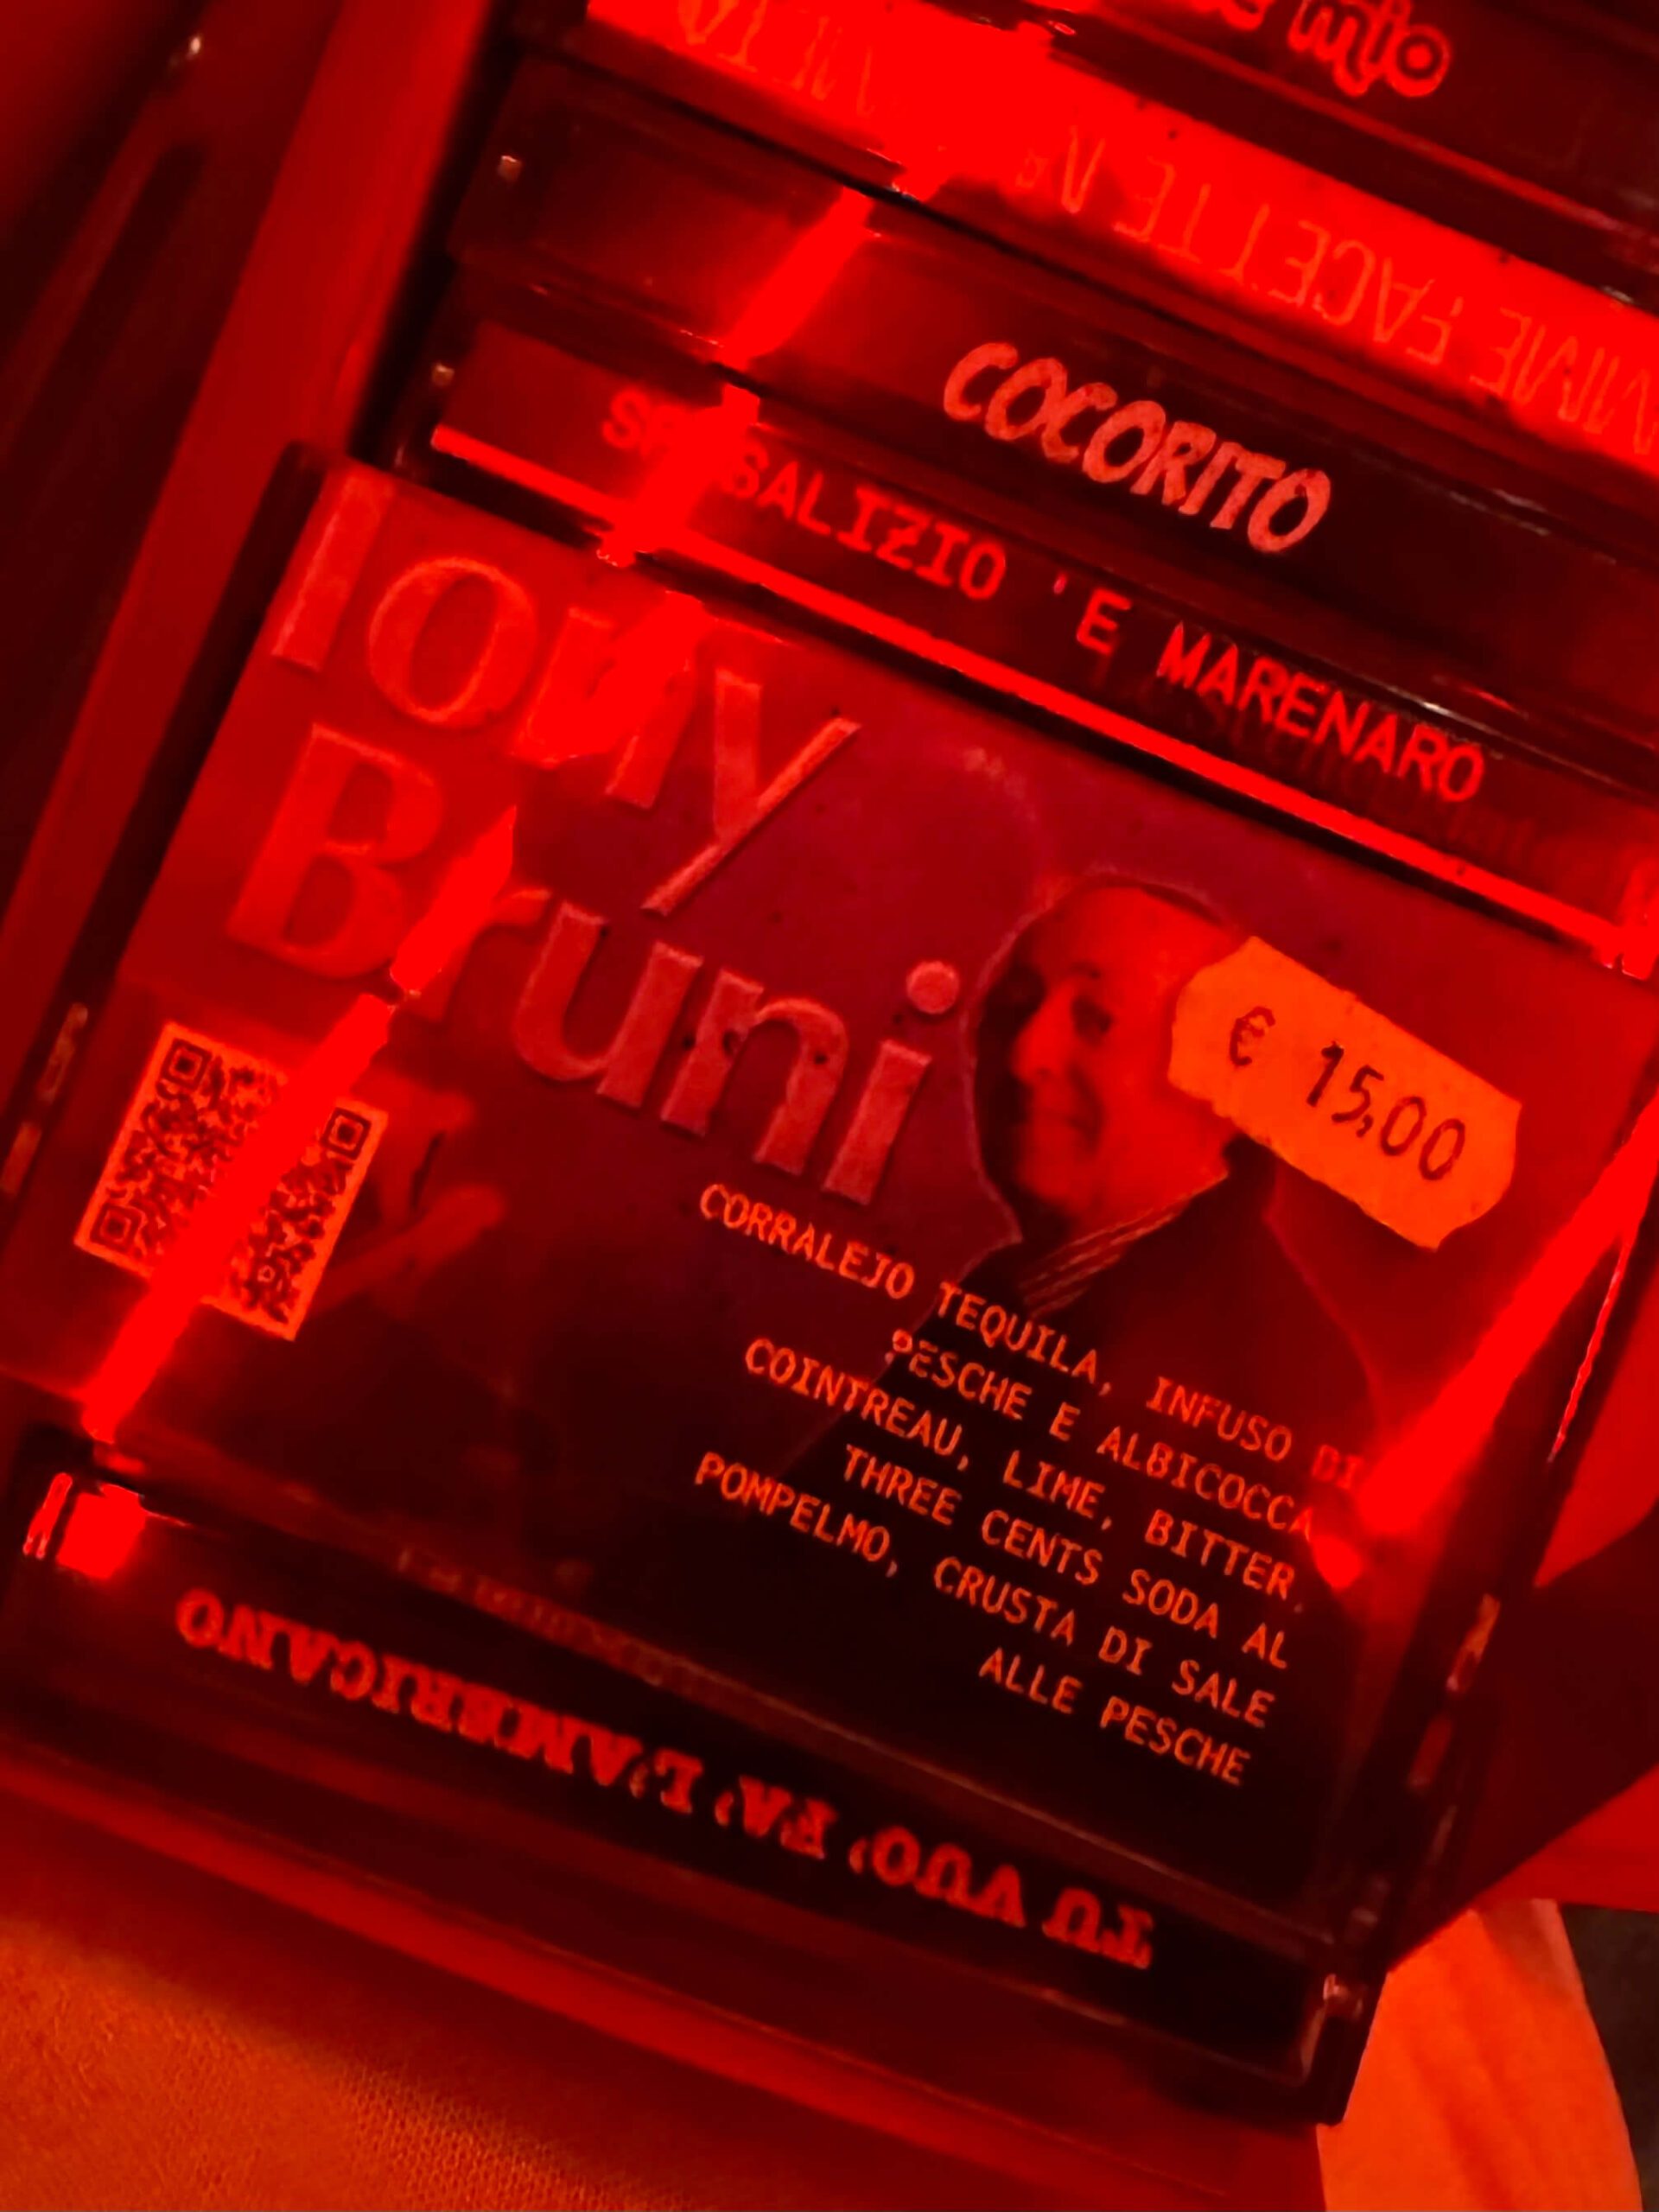 mio
COCORITO
'E MARENARO
Tony
Bruni
€ 15,00
CORRALEJO TEQUILA, INFUSO DI
PESCHE E ALBICOCCA
COINTREAU, LIME, BITTER,
THREE CENTS SODA AL
POMPELMO, CRUSTA DI SALE
ALLE PESCHE
TU VUO' FA' L'AMERICANO